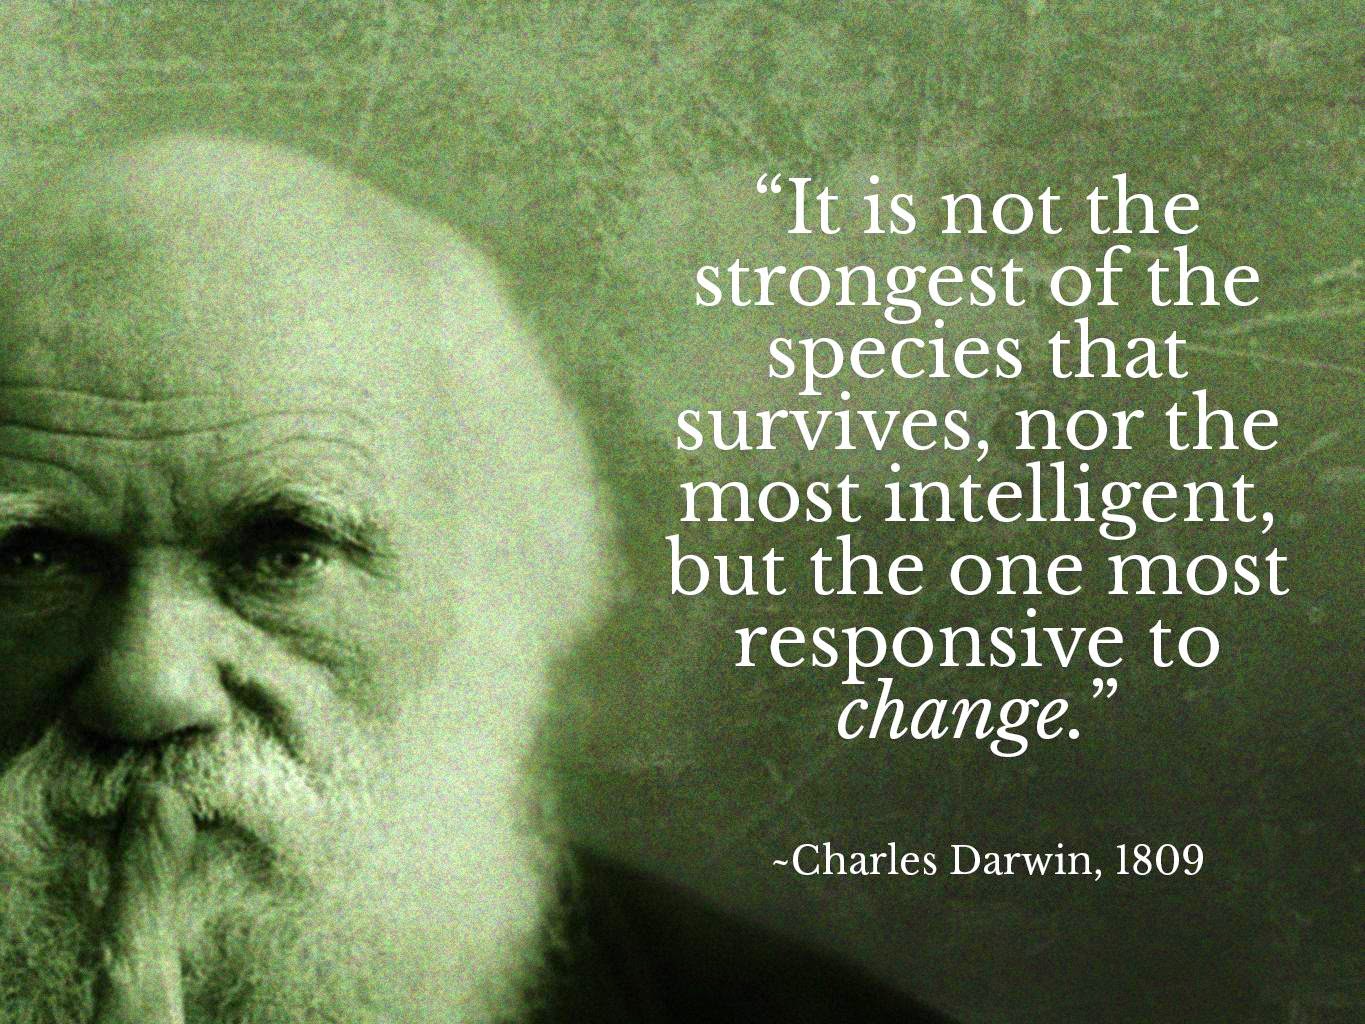 “It is not the
strongest of the
species that
survives, nor the
most intelligent,
but the one most
responsive to
change.”
~Charles Darwin, 1809